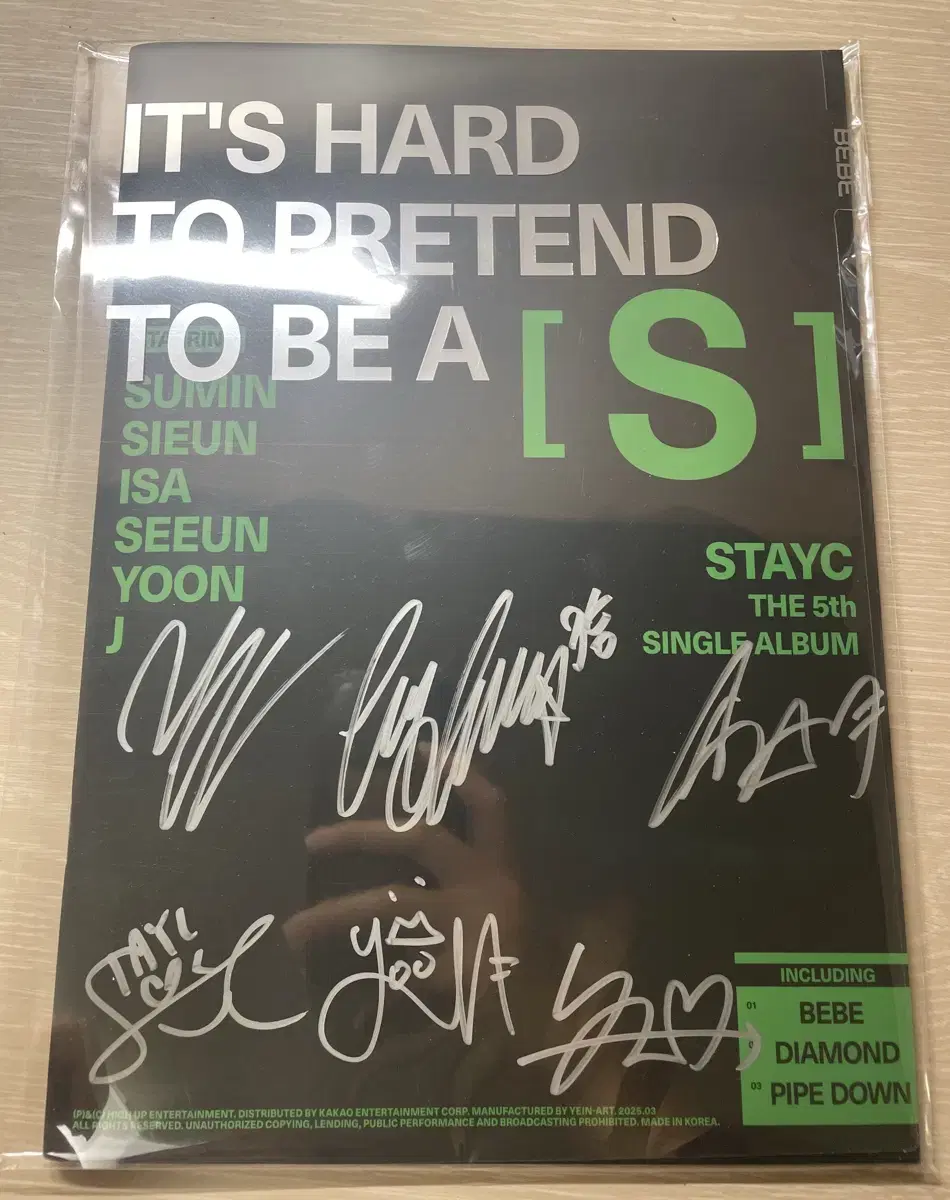 IT'S HARD
TO PRETEND
TO BE A [S]
BEBE
SUMIN
SIEUN
ISA
SEEUN
YOON
J
STAYC
THE 5th
SINGLE ALBUM
INCLUDING
01 BEBE
DIAMOND
03 PIPE DOWN
(P)&(C) HIGH UP ENTERTAINMENT. DISTRIBUTED BY KAKAO ENTERTAINMENT CORP. MANUFACTURED BY YEIN-ART. 2025.03
ALL RIGHTS RESERVED. UNAUTHORIZED COPYING, LENDING, PUBLIC PERFORMANCE AND BROADCASTING PROHIBITED. MADE IN KOREA.